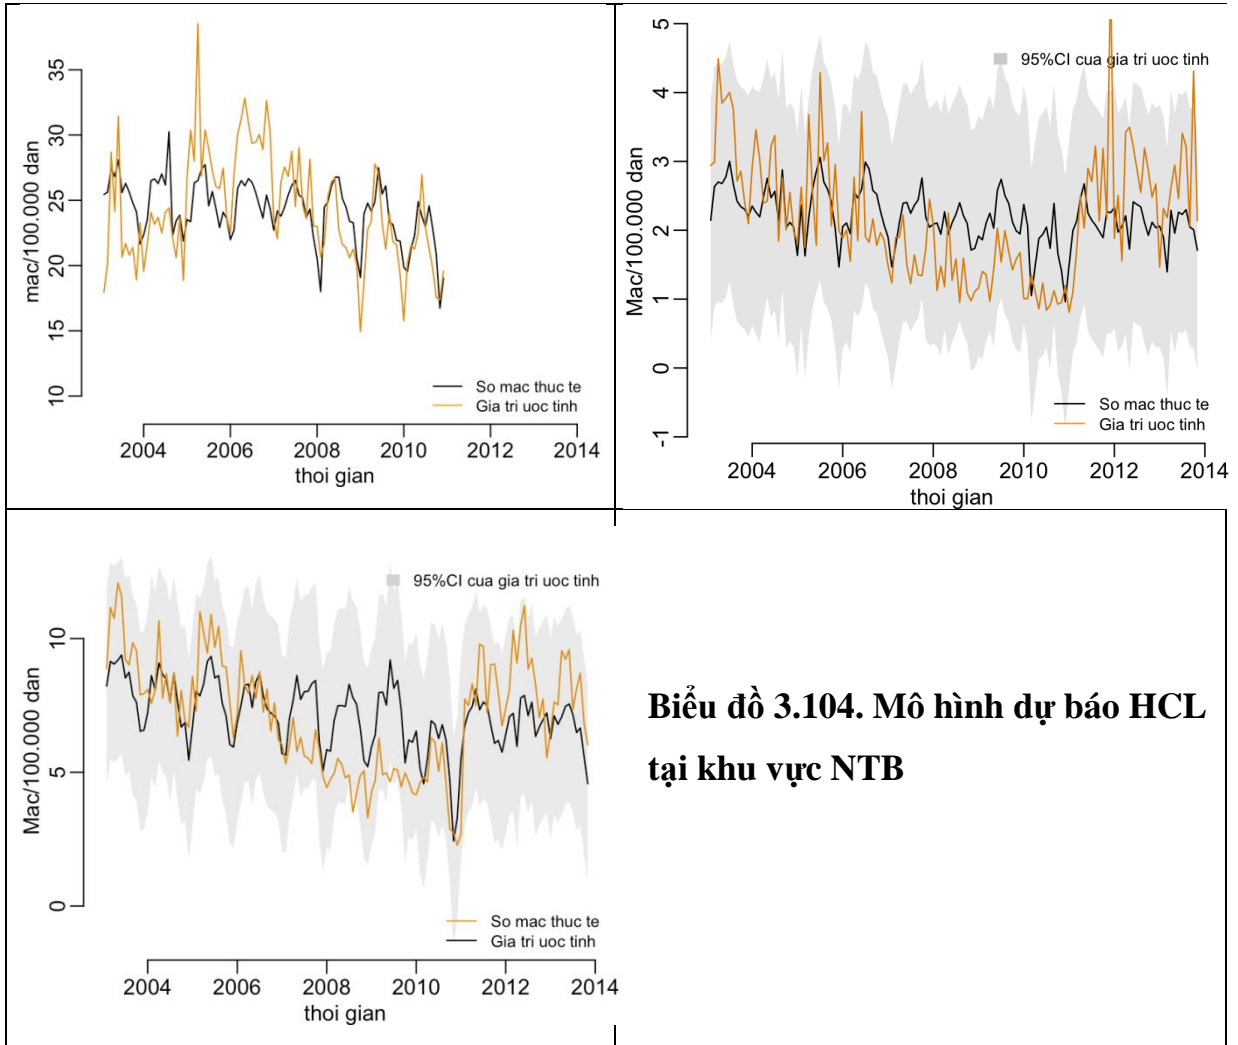 mac/100.000 dan
35
30
25
20
15
10
So mac thuc te
Gia tri uoc tinh
2004 2006 2008 2010 2012 2014
thoi gian
Mac/100.000 dan
5
4
3
2
1
0
-1
95%CI cua gia tri uoc tinh
So mac thuc te
Gia tri uoc tinh
2004 2006 2008 2010 2012 2014
thoi gian
Mac/100.000 dan
10
5
0
95%CI cua gia tri uoc tinh
So mac thuc te
Gia tri uoc tinh
2004 2006 2008 2010 2012 2014
thoi gian
Biểu đồ 3.104. Mô hình dự báo HCL
tại khu vực NTB